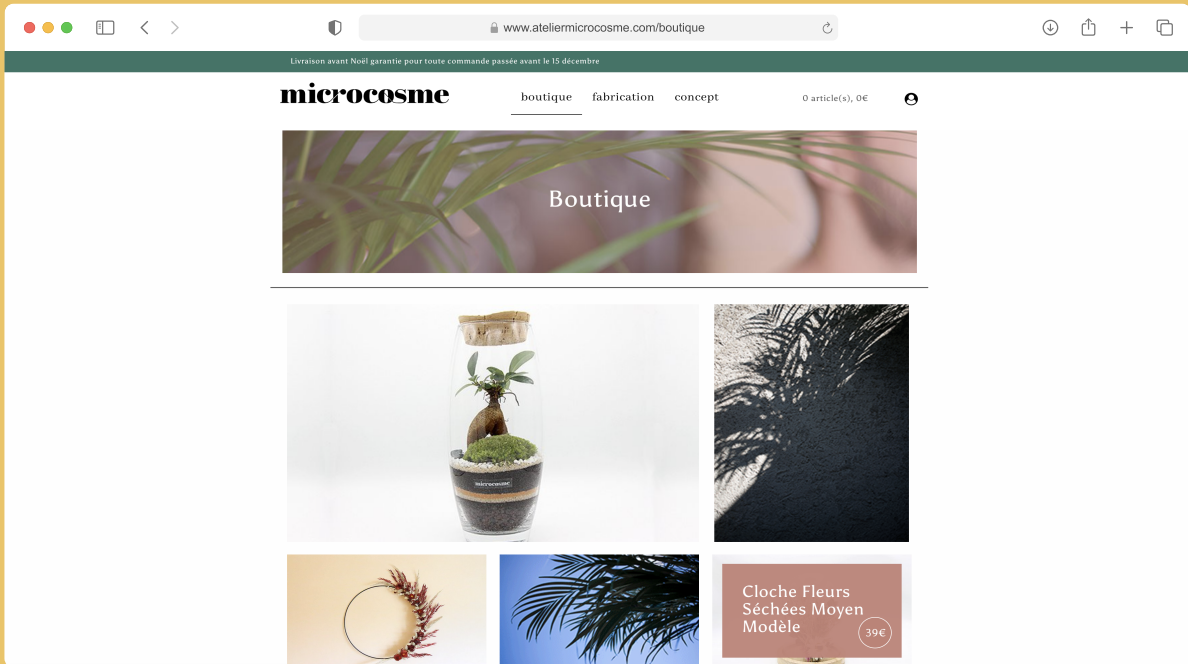 www.ateliermicrocosme.com/boutique
Livraison avant Noël garantie pour toute commande passée avant le 15 décembre
microcosme
boutique fabrication concept
0 article(s), 0€
Boutique
microcosme
Cloche Fleurs
Séchées Moyen
Modèle
39€